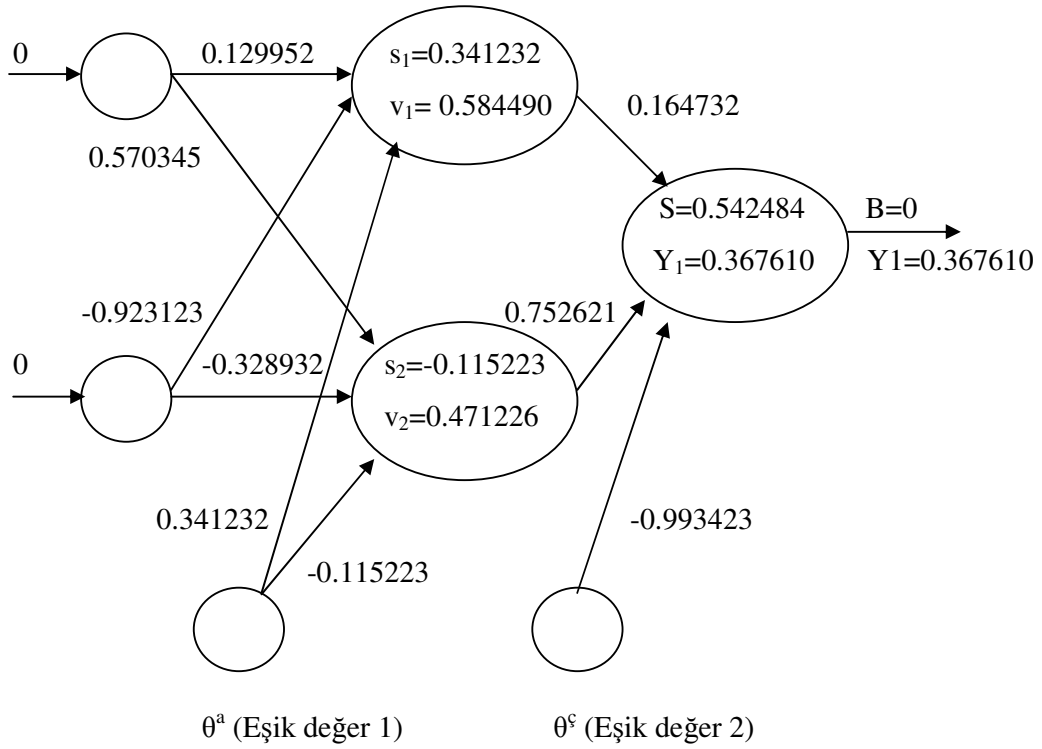 0
0.129952
s₁=0.341232
v₁= 0.584490
0.164732
0.570345
S=0.542484
Y₁=0.367610
B=0
Y1=0.367610
-0.923123
0.752621
0
-0.328932
s₂=-0.115223
v₂=0.471226
0.341232
-0.993423
-0.115223
θᵃ (Eşik değer 1)
θᶜ̧ (Eşik değer 2)